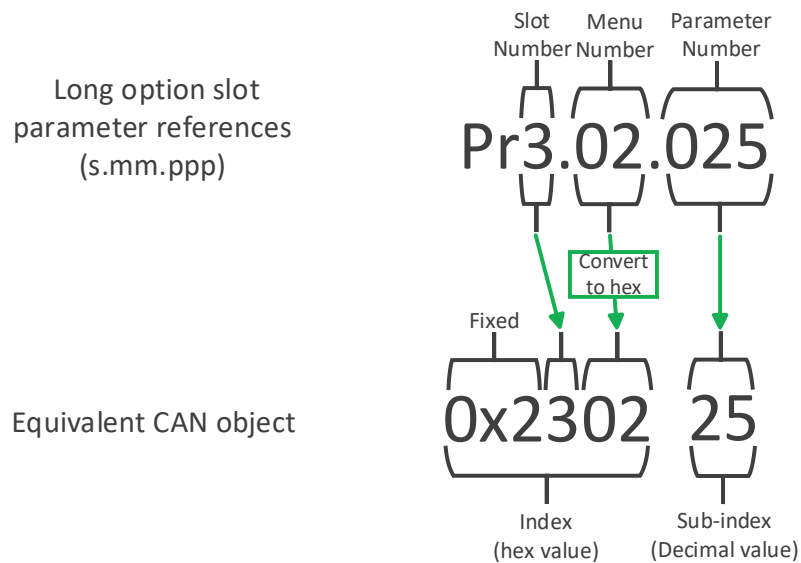 Slot Menu Parameter
Number Number Number
Long option slot
parameter references
(s.mm.ppp)
Pr3.02.025
Convert
to hex
Fixed
Equivalent CAN object
0x2302 25
Index Sub-index
(hex value) (Decimal value)